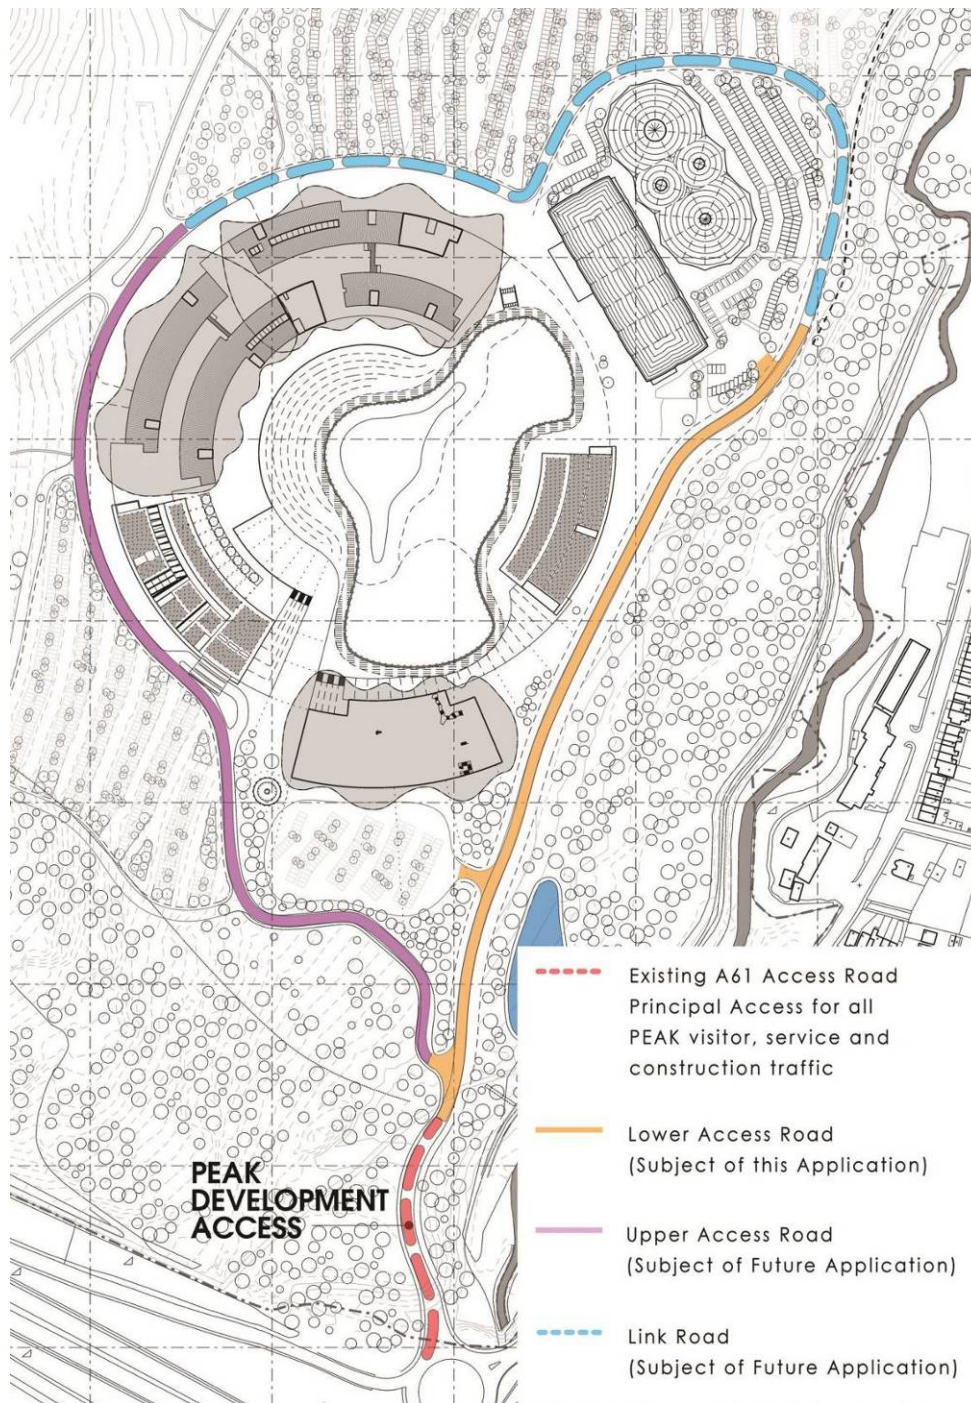 PEAK
DEVELOPMENT
ACCESS
Existing A61 Access Road
Principal Access for all
PEAK visitor, service and
construction traffic
Lower Access Road
(Subject of this Application)
Upper Access Road
(Subject of Future Application)
Link Road
(Subject of Future Application)